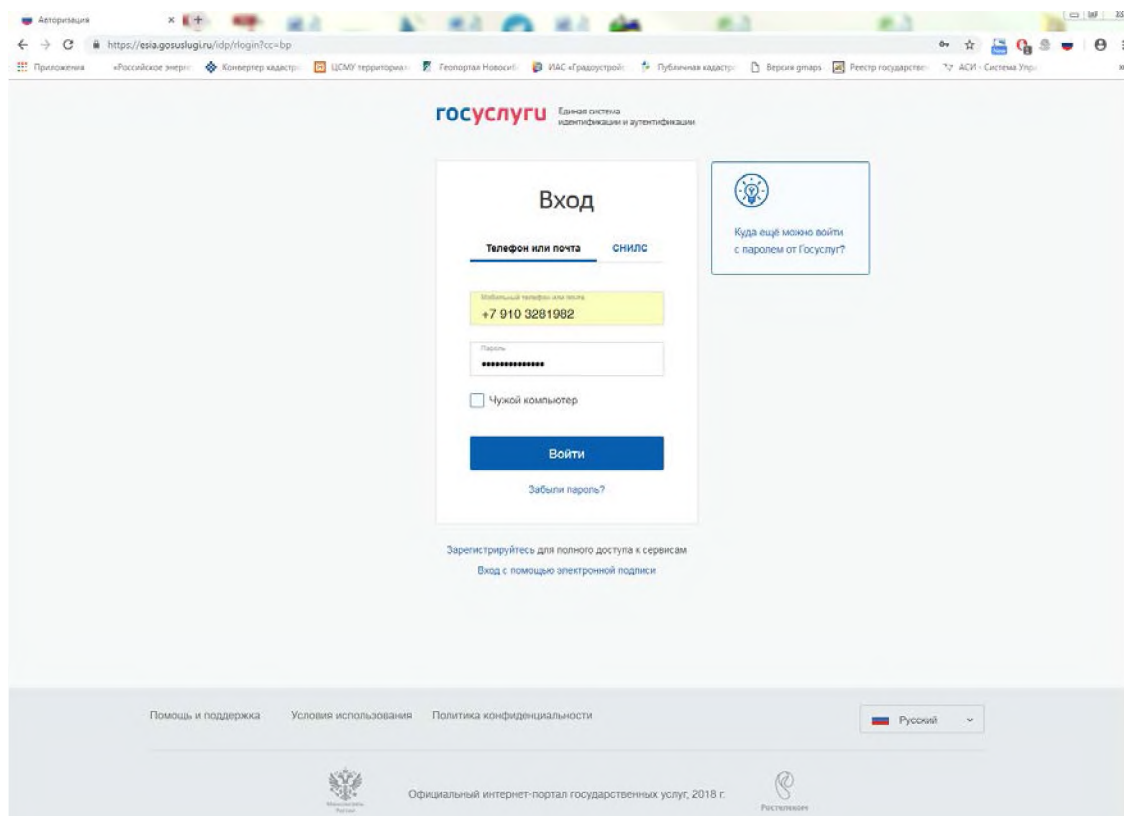 Авторизация
https://esia.gosuslugi.ru/idp/rlogin?cc=bp
Приложения «Российское энерг Конвертер кадастр ЦСМУ территориал Геопортал Новосиб ИАС «Градоустрой Публичная кадастр Версия gmaps Реестр государстве АСИ - Система Упр
госуслуги
Единая система
идентификации и аутентификации
Вход
Телефон или почта СНИЛС
Мобильный телефон или почта
+7 910 3281982
Пароль
••••••••••••••
Чужой компьютер
Войти
Забыли пароль?
Куда ещё можно войти
с паролем от Госуслуг?
Зарегистрируйтесь для полного доступа к сервисам
Вход с помощью электронной подписи
Помощь и поддержка Условия использования Политика конфиденциальности
Русский
Официальный интернет-портал государственных услуг, 2018 г.
Ростелеком